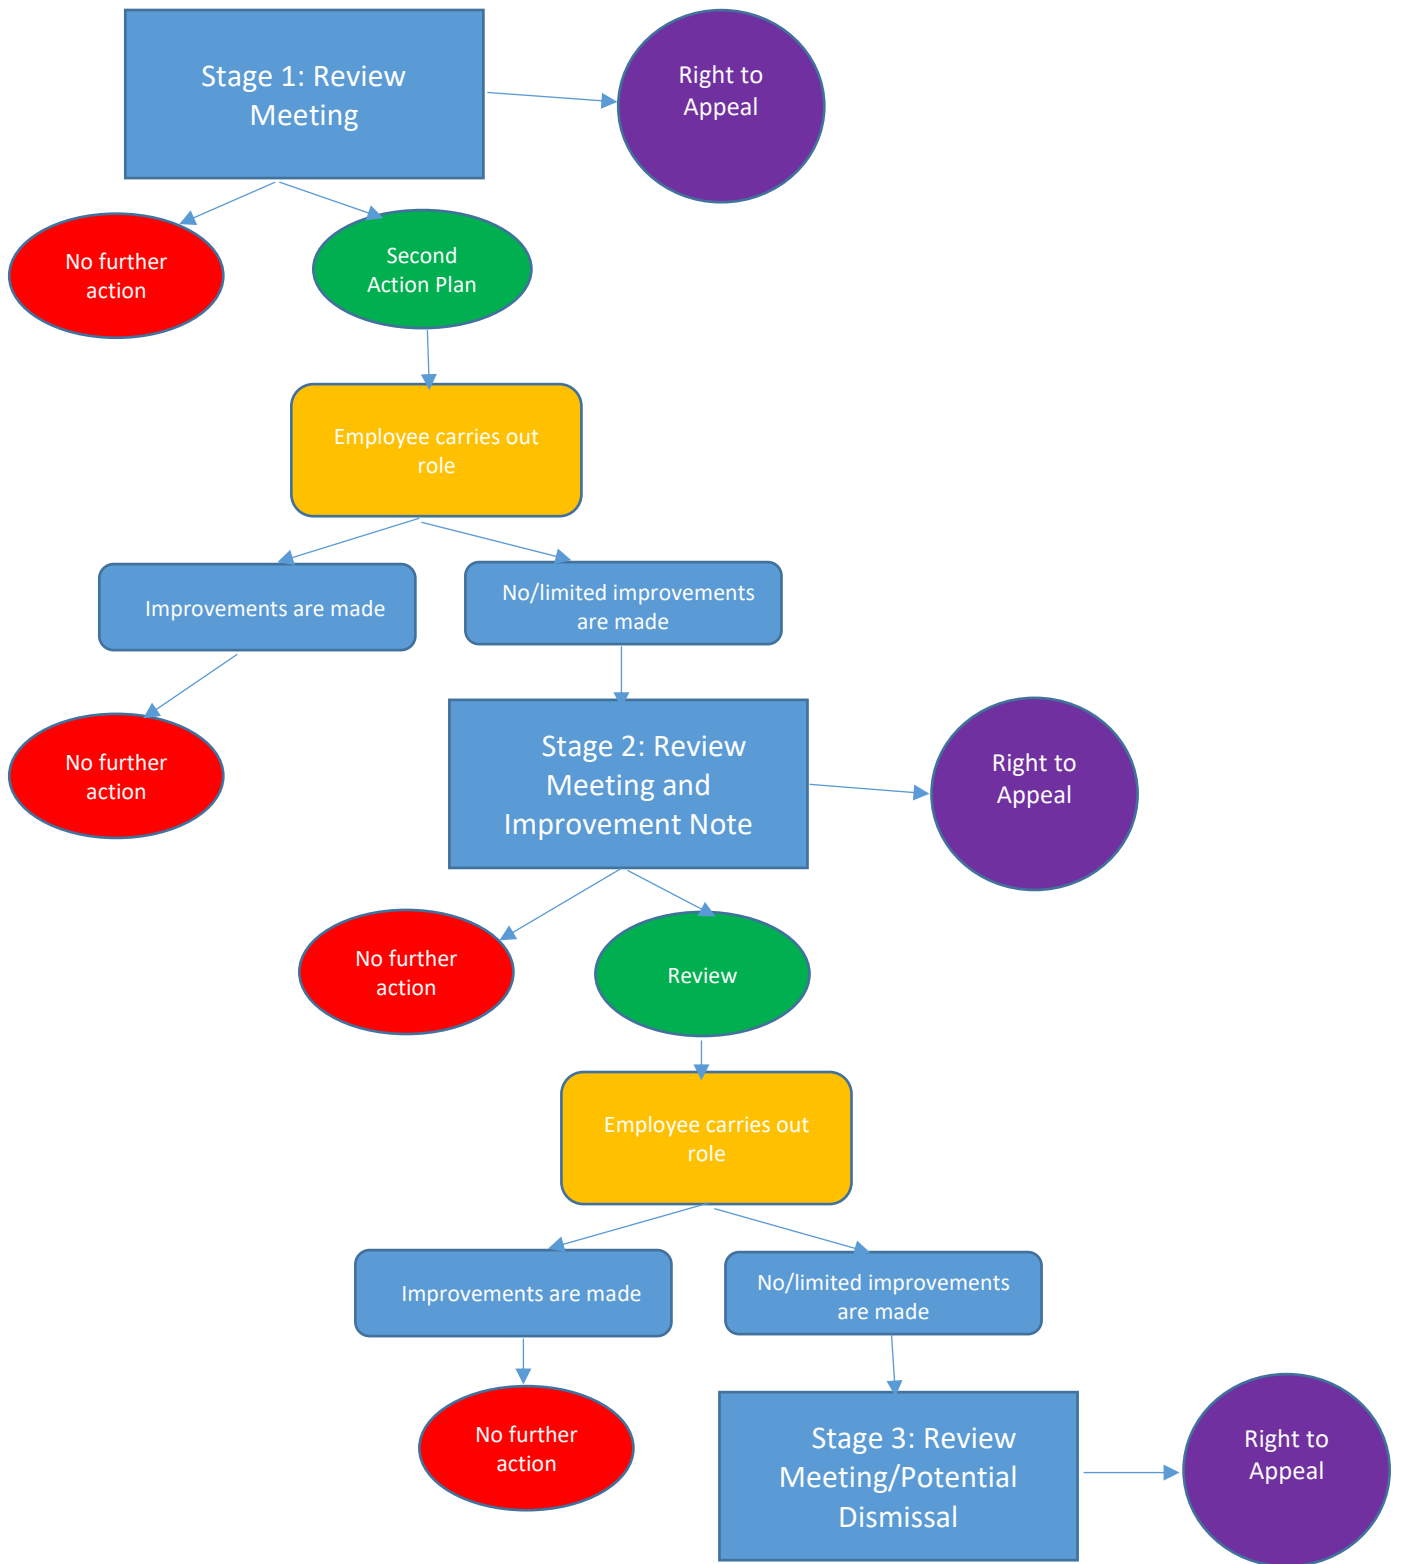 Stage 1: Review
Meeting
Right to
Appeal
No further
action
Second
Action Plan
Employee carries out
role
Improvements are made
No/limited improvements
are made
No further
action
Stage 2: Review
Meeting and
Improvement Note
Right to
Appeal
No further
action
Review
Employee carries out
role
Improvements are made
No/limited improvements
are made
No further
action
Stage 3: Review
Meeting/Potential
Dismissal
Right to
Appeal